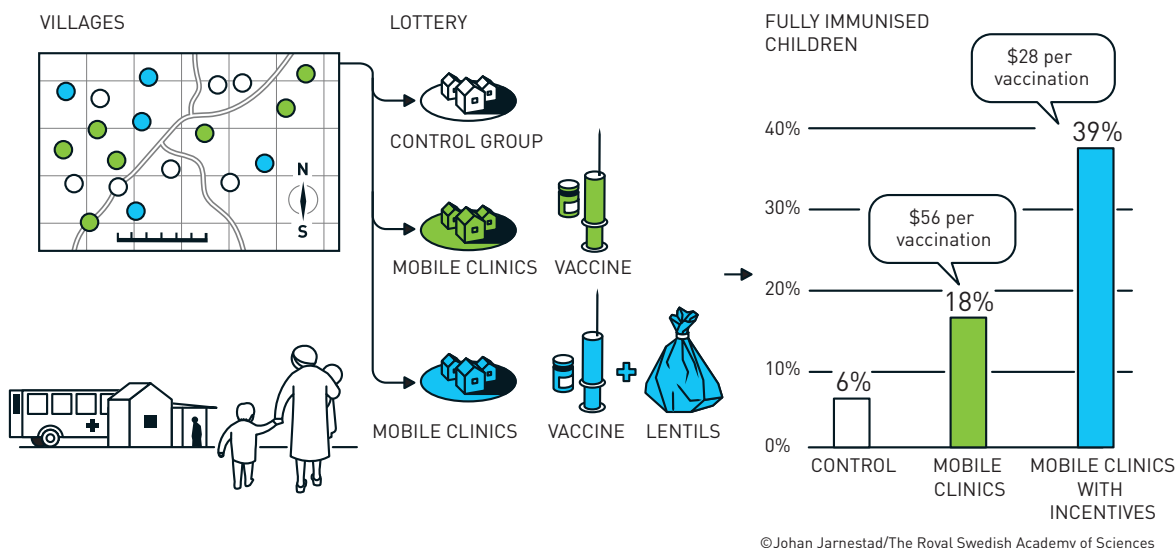 VILLAGES
LOTTERY
FULLY IMMUNISED
CHILDREN
N
S
CONTROL GROUP
MOBILE CLINICS
VACCINE
MOBILE CLINICS
VACCINE
LENTILS
$28 per
vaccination
$56 per
vaccination
40%
30%
20%
10%
0%
6%
18%
39%
CONTROL
MOBILE
CLINICS
MOBILE CLINICS
WITH
INCENTIVES
©Johan Jarnestad/The Royal Swedish Academy of Sciences